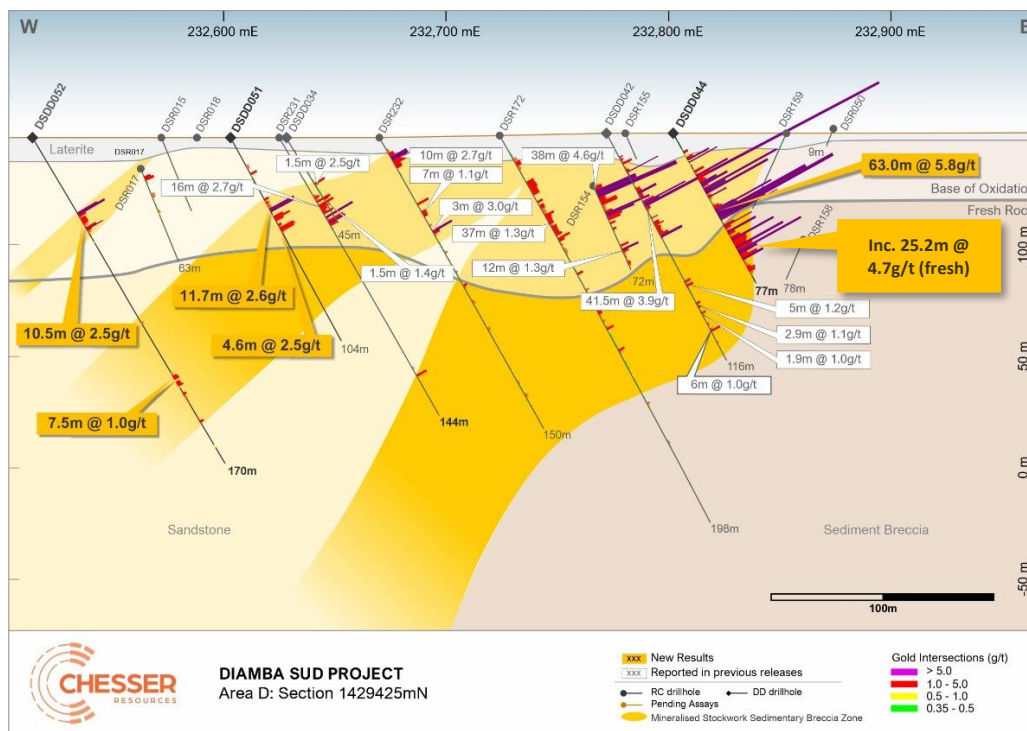 W
232,600 mE
232,700 mE
232,800 mE
232,900 mE
E
DSDD052
DSR015
DSR018
DSDD051
DSR231
DSDD034
DSR232
DSR172
DSDD042
DSR155
DSDD044
DSR159
DSR050
Laterite
DSR017
DSR017
1.5m @ 2.5g/t
10m @ 2.7g/t
38m @ 4.6g/t
9m
63.0m @ 5.8g/t
16m @ 2.7g/t
7m @ 1.1g/t
DSR154
Base of Oxidatio
3m @ 3.0g/t
Fresh Roc
45m
37m @ 1.3g/t
DSR158
100 m
Inc. 25.2m @
4.7g/t (fresh)
63m
1.5m @ 1.4g/t
12m @ 1.3g/t
72m
77m
78m
11.7m @ 2.6g/t
41.5m @ 3.9g/t
5m @ 1.2g/t
10.5m @ 2.5g/t
4.6m @ 2.5g/t
104m
2.9m @ 1.1g/t
1.9m @ 1.0g/t
50 m
116m
6m @ 1.0g/t
7.5m @ 1.0g/t
144m
150m
170m
0 m
198m
Sandstone
Sediment Breccia
-50 m
100m
CHESSER
RESOURCES
DIAMBA SUD PROJECT
Area D: Section 1429425mN
xxx New Results
xxx Reported in previous releases
RC drillhole
DD drillhole
Pending Assays
Mineralised Stockwork Sedimentary Breccia Zone
Gold Intersections (g/t)
> 5.0
1.0 - 5.0
0.5 - 1.0
0.35 - 0.5